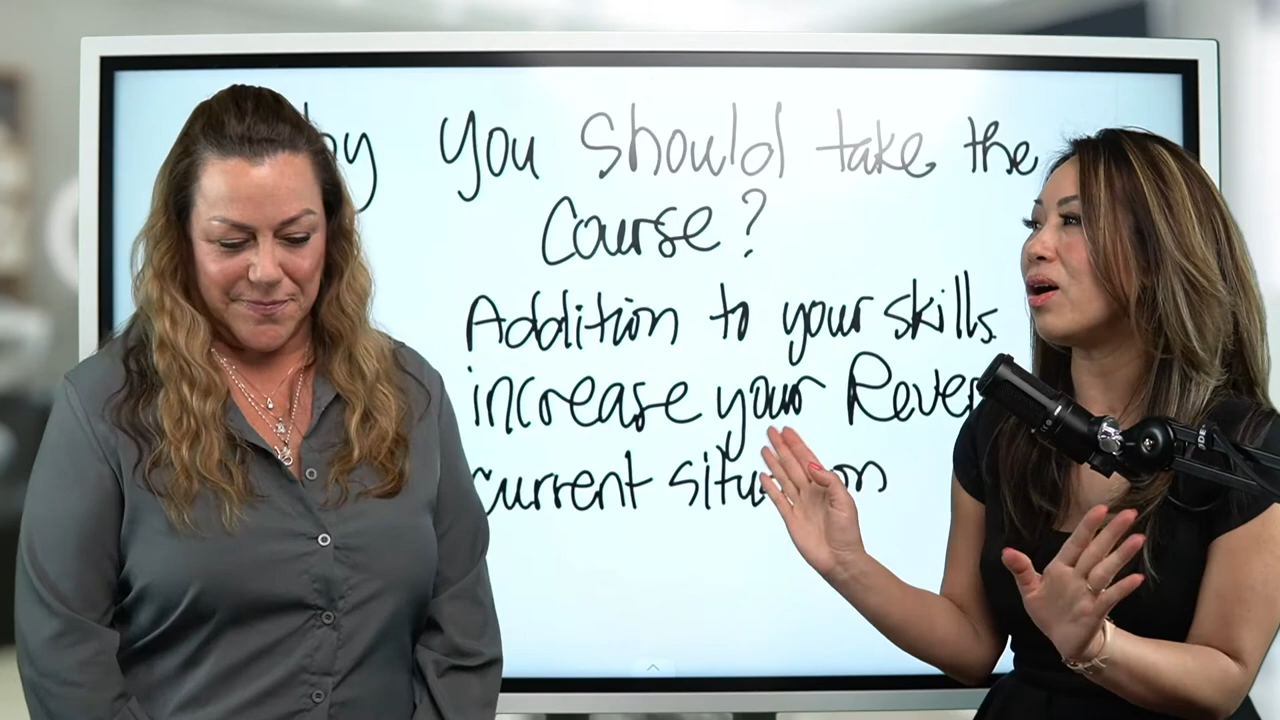 you should take the
Course?
Addition to your skills.
increase your
current